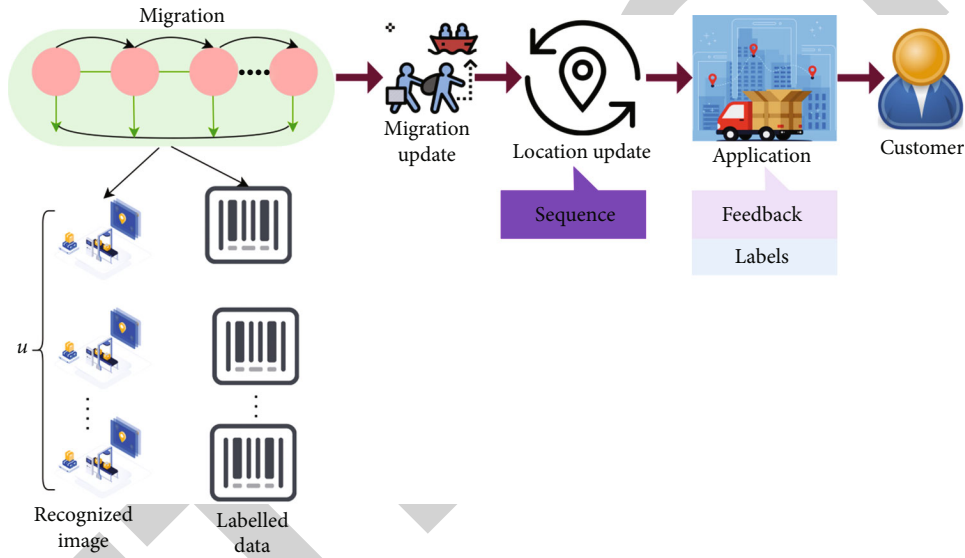 Migration
Migration
update
Location update
Application
Customer
Sequence
Feedback
Labels
u
Recognized
image
Labelled
data